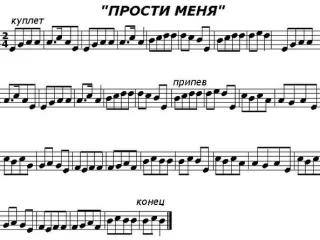 "ПРОСТИ МЕНЯ"
куплет
2
4
припев
конец